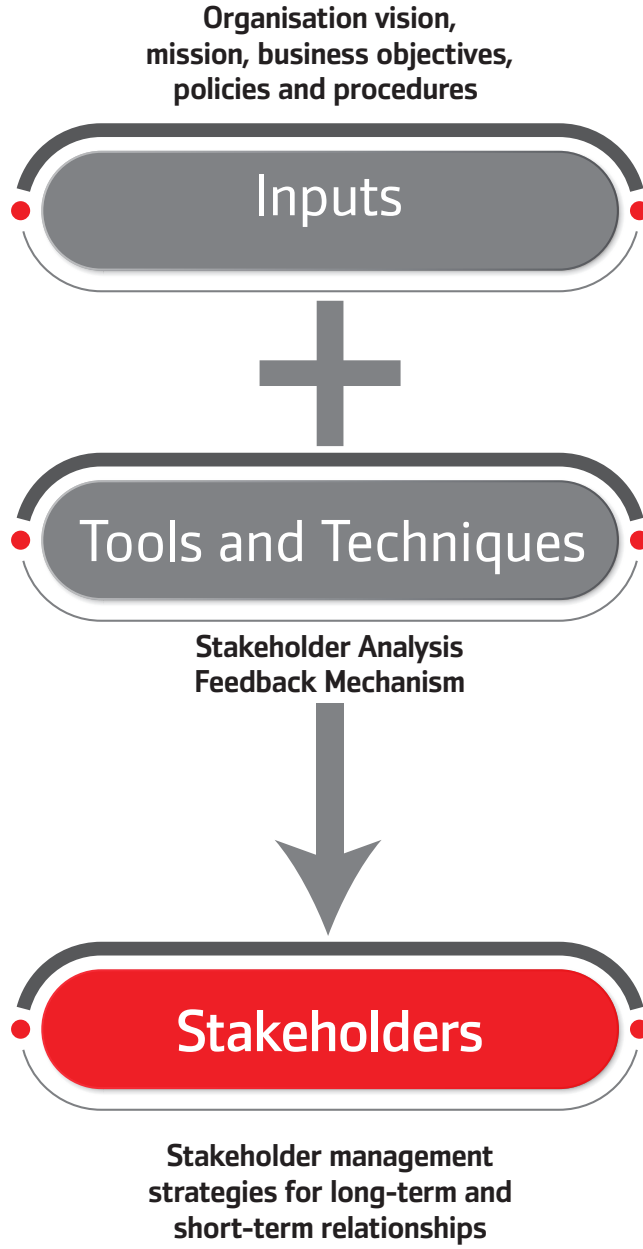 Organisation vision,
mission, business objectives,
policies and procedures
Inputs
Tools and Techniques
Stakeholder Analysis
Feedback Mechanism
Stakeholders
Stakeholder management
strategies for long-term and
short-term relationships